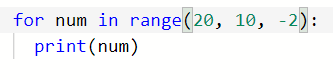 for num in range(20, 10, -2):
  print(num)